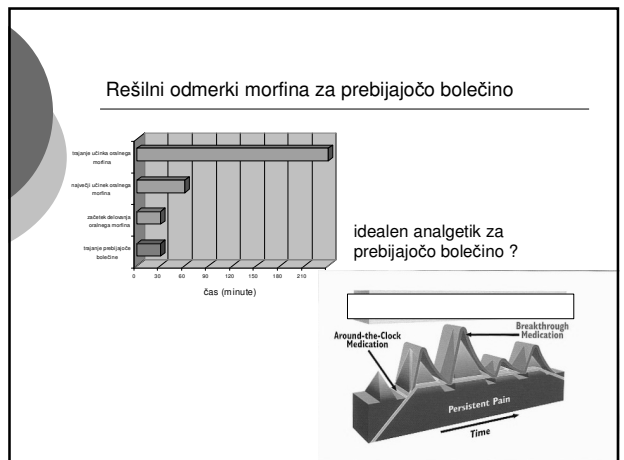 Rešilni odmerki morfina za prebijajočo bolečino
trajanje učinka oralnega
morfina
največji učinek oralnega
morfina
začetek delovanja
oralnega morfina
trajanje prebijajoče
bolečine
0 30 60 90 120 150 180 210
čas (minute)
idealen analgetik za
prebijajočo bolečino ?
Around-the-Clock
Medication
Breakthrough
Medication
Persistent Pain
Time